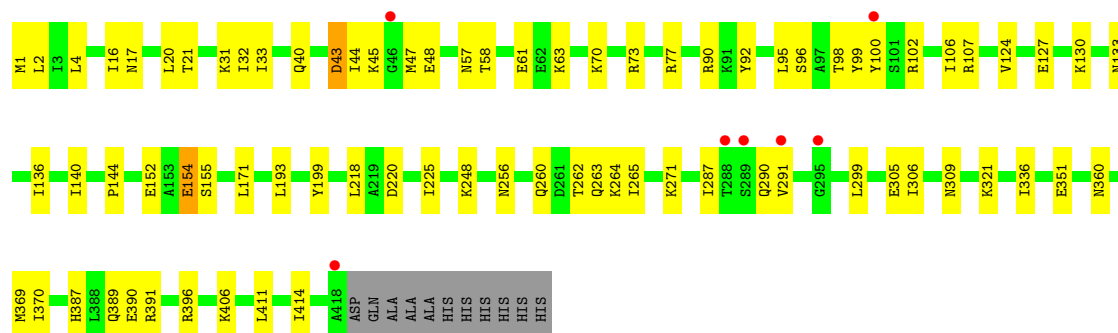 M1 L2 I3 L4 I16 N17 L20 T21 K31 I32 I33 Q40 D43 I44 K45 G46 M47 E48 N57 T58 E61 E62 K63 K70 R73 R77 R90 K91 Y92 L95 S96 A97 T98 Y99 Y100 S101 R102 I106 R107 V124 E127 K130 N133
I136 I140 P144 E152 A153 E154 S155 L171 L193 Y199 L218 A219 D220 I225 K248 N256 Q260 D261 T262 Q263 K264 I265 K271 I287 T288 S289 Q290 V291 G295 L299 E305 I306 N309 K321 I336 E351 N360
M369 I370 H387 L388 Q389 E390 R391 R396 K406 L411 I414 A418 ASP GLN ALA ALA ALA HIS HIS HIS HIS HIS HIS